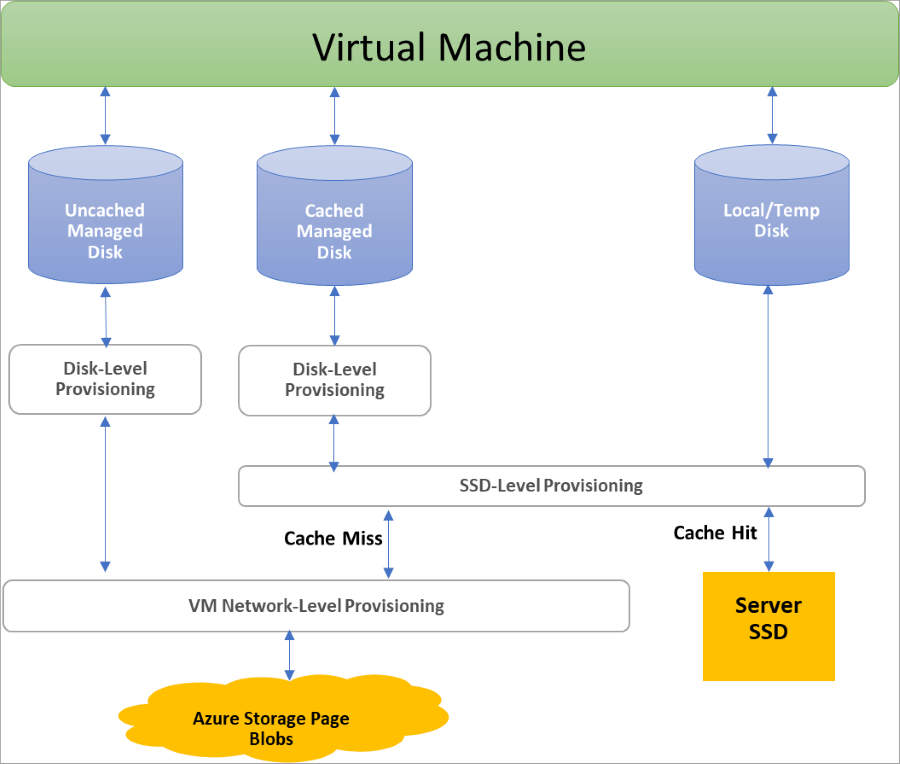 Virtual Machine
Uncached
Managed
Disk
Cached
Managed
Disk
Local/Temp
Disk
Disk-Level
Provisioning
Disk-Level
Provisioning
SSD-Level Provisioning
Cache Miss
Cache Hit
VM Network-Level Provisioning
Server
SSD
Azure Storage Page
Blobs